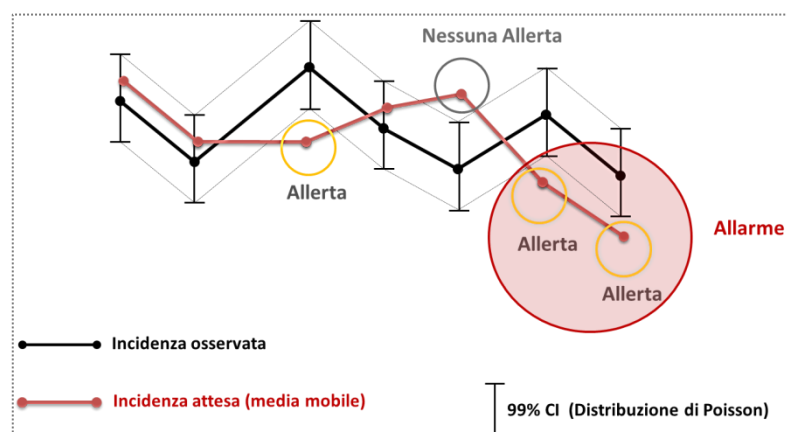 Nessuna Allerta
Allerta
Allarme
Allerta
Allerta
Incidenza osservata
Incidenza attesa (media mobile)
99% CI (Distribuzione di Poisson)